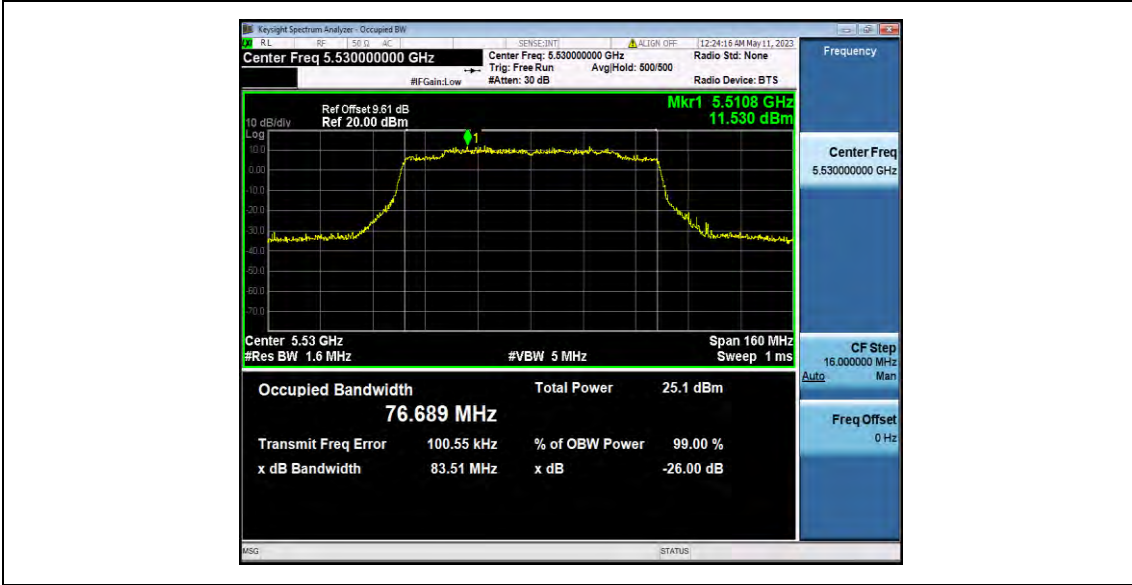 Keysight Spectrum Analyzer - Occupied BW
RL RF 50 Ω AC SENSE:INT ALIGN OFF 12:24:16 AM May 11, 2023
Center Freq 5.530000000 GHz
Center Freq: 5.530000000 GHz
Radio Std: None
Trig: Free Run Avg|Hold: 500/500
#IFGain:Low #Atten: 30 dB Radio Device: BTS
Frequency
Ref Offset 9.61 dB
Mkr1 5.5108 GHz
10 dB/div Ref 20.00 dBm
11.530 dBm
Log
1
10.0
0.00
-10.0
-20.0
-30.0
-40.0
-50.0
-60.0
-70.0
Center Freq
5.530000000 GHz
Center 5.53 GHz Span 160 MHz
#Res BW 1.6 MHz #VBW 5 MHz Sweep 1 ms
CF Step
16.000000 MHz
Auto Man
Occupied Bandwidth Total Power 25.1 dBm
76.689 MHz
Freq Offset
0 Hz
Transmit Freq Error 100.55 kHz % of OBW Power 99.00 %
x dB Bandwidth 83.51 MHz x dB -26.00 dB
MSG STATUS